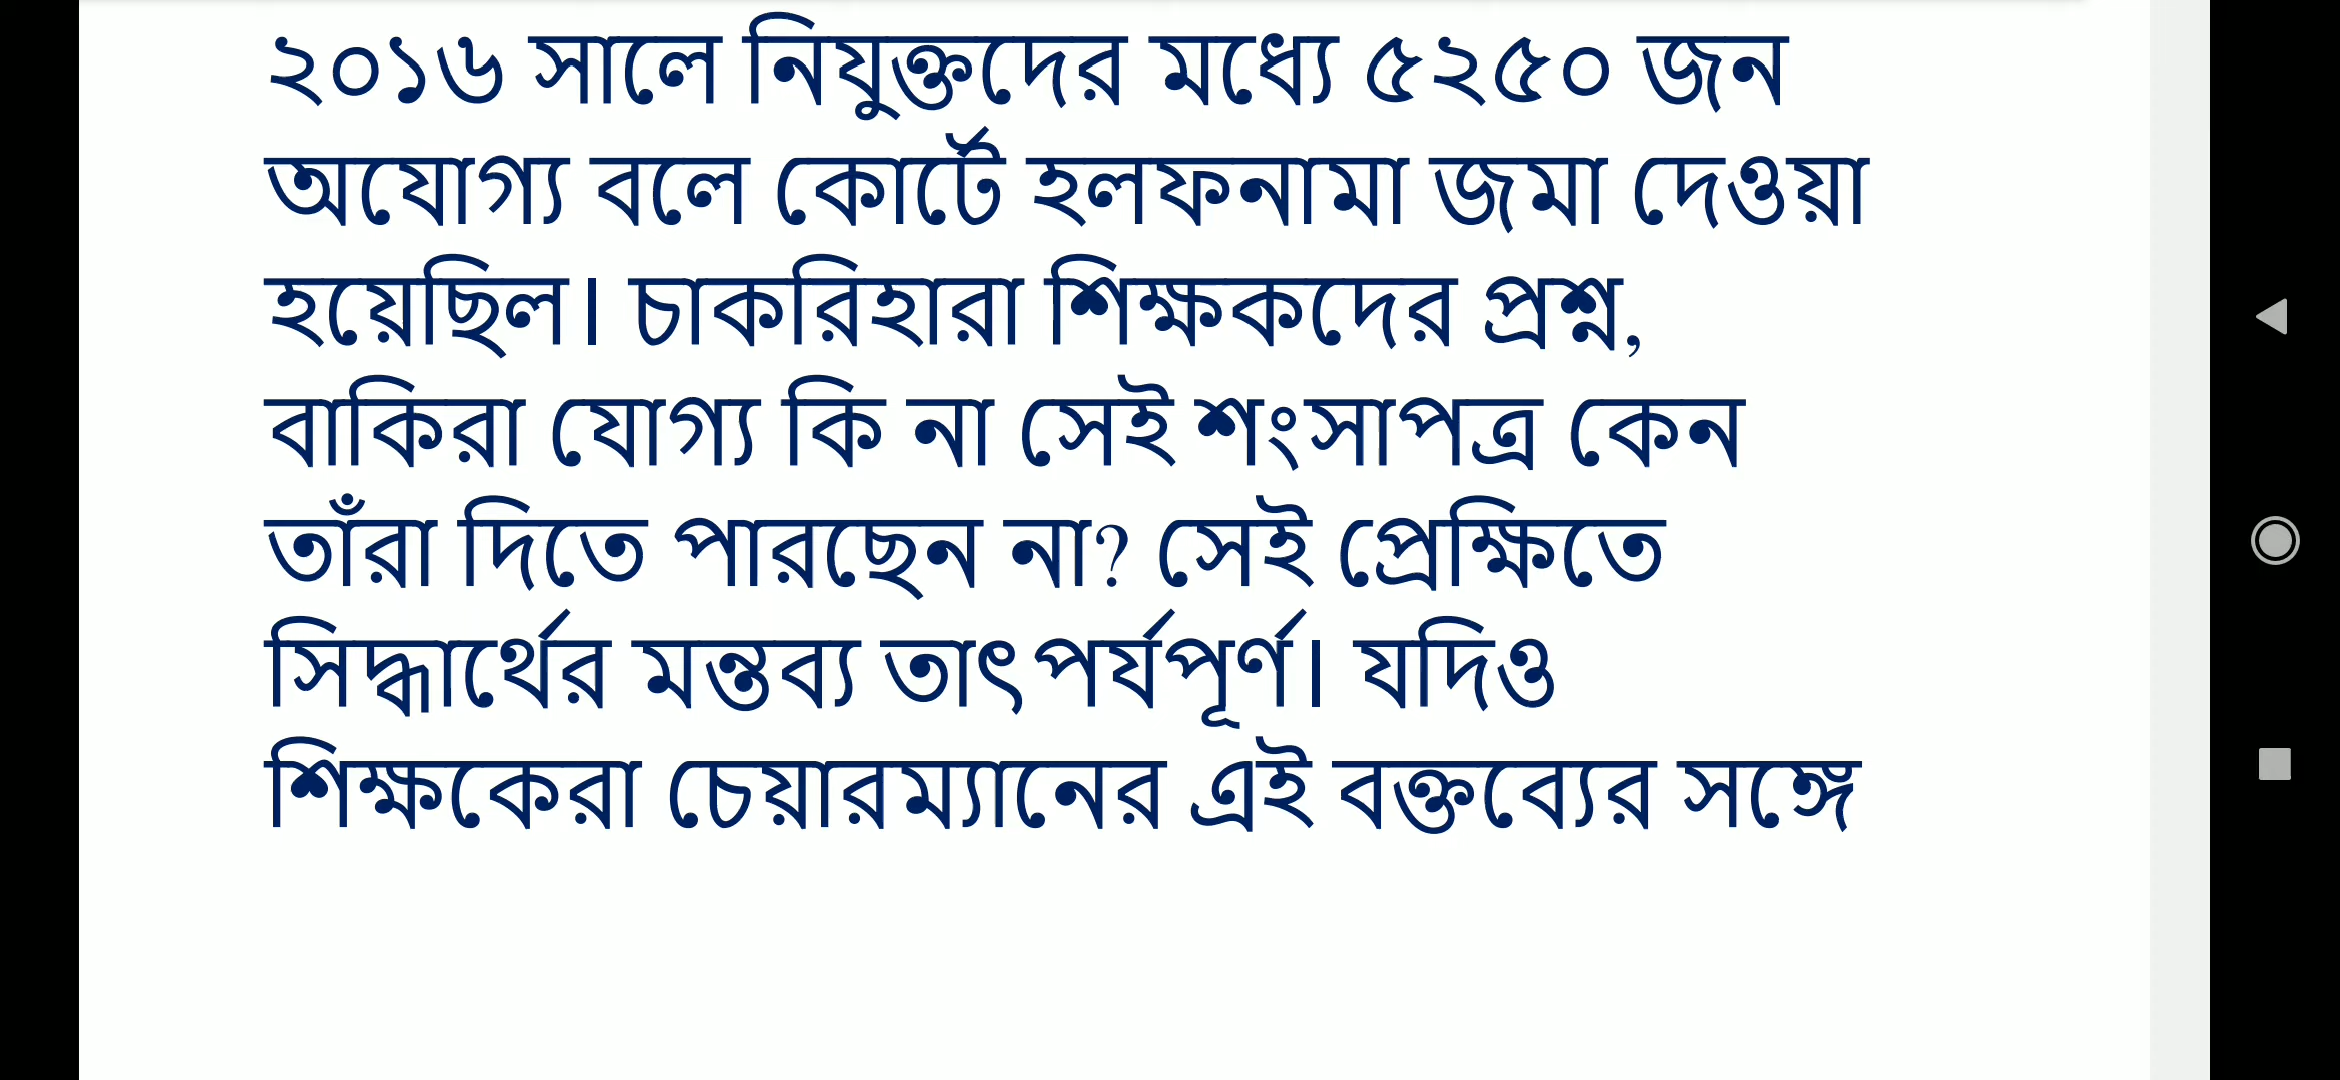 ২০১৬ সালে নিযুক্তদের মধ্যে ৫২৫০ জন
অযোগ্য বলে কোর্টে হলফনামা জমা দেওয়া
হয়েছিল। চাকরিহারা শিক্ষকদের প্রশ্ন,
বাকিরা যোগ্য কি না সেই শংসাপত্র কেন
তাঁরা দিতে পারছেন না? সেই প্রেক্ষিতে
সিদ্ধার্থের মন্তব্য তাৎপর্যপূর্ণ। যদিও
শিক্ষকেরা চেয়ারম্যানের এই বক্তব্যের সঙ্গে